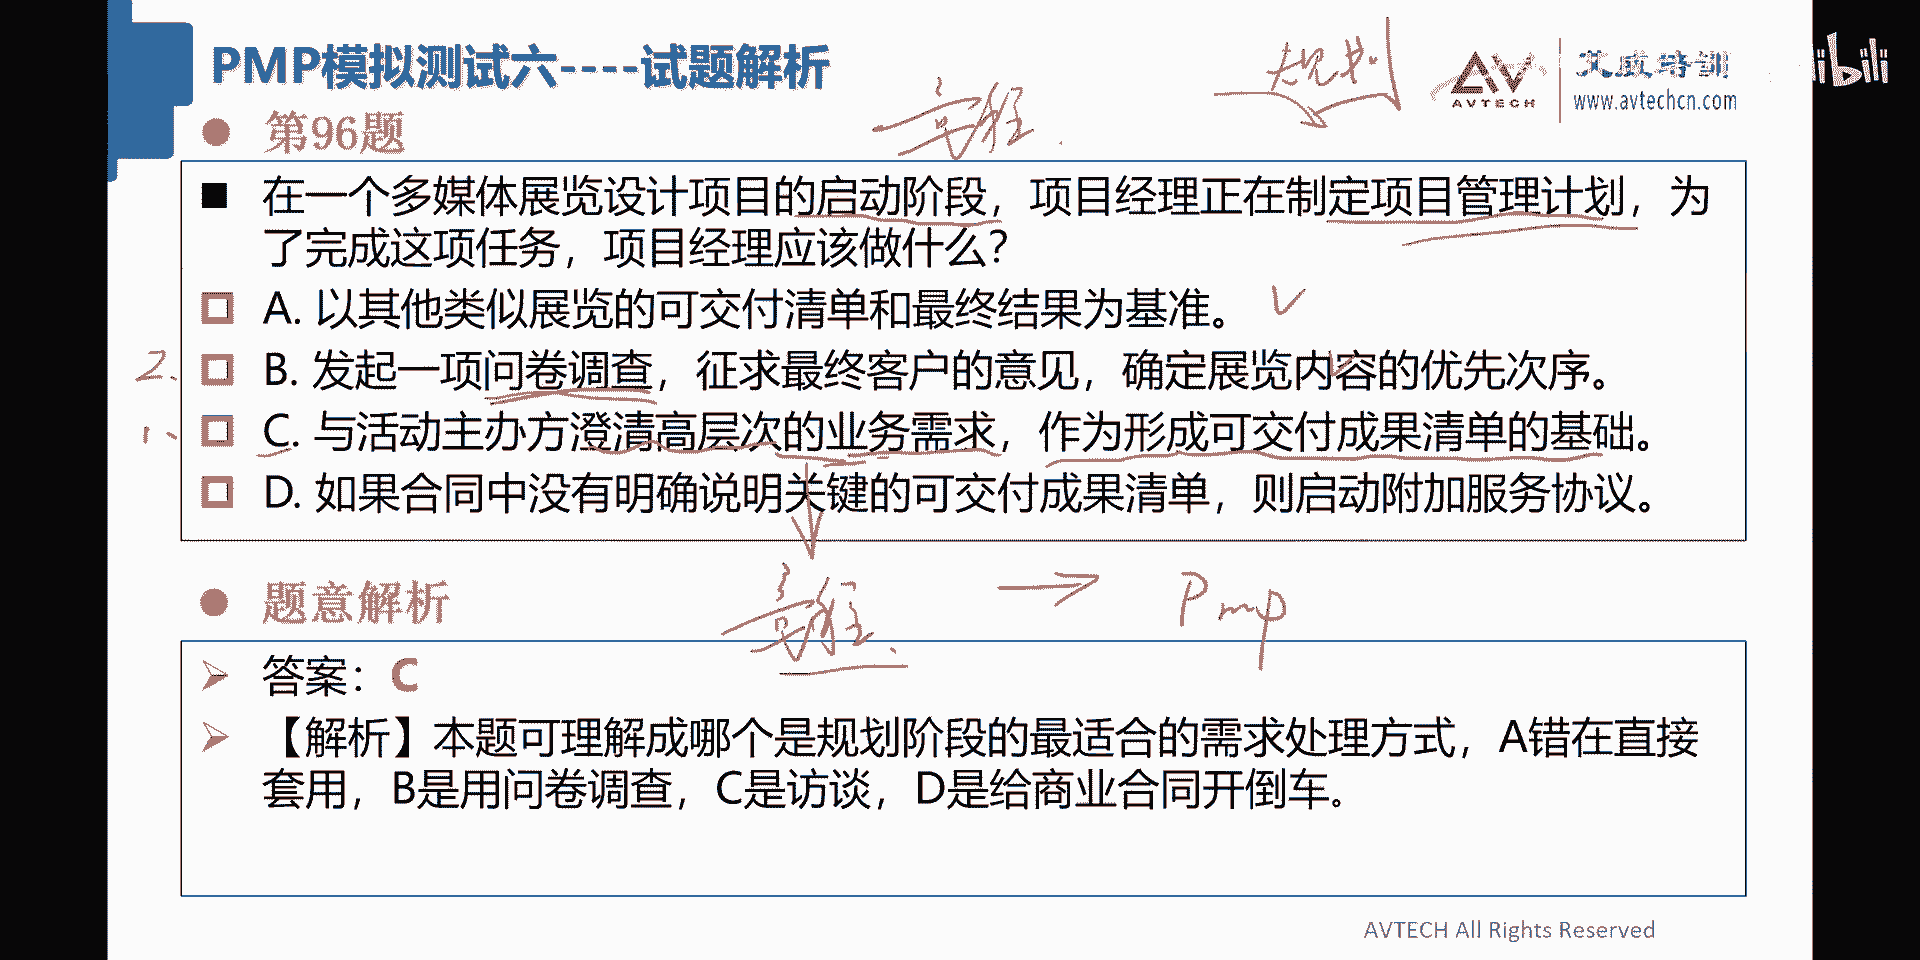 PMP模拟测试六----试题解析
规划
AVTECH
艾威培训
www.avtechcn.com
第96题
章程
在一个多媒体展览设计项目的启动阶段，项目经理正在制定项目管理计划，为
了完成这项任务，项目经理应该做什么？
A. 以其他类似展览的可交付清单和最终结果为基准。
2. B. 发起一项问卷调查，征求最终客户的意见，确定展览内容的优先次序。
1、 C. 与活动主办方澄清高层次的业务需求，作为形成可交付成果清单的基础。
D. 如果合同中没有明确说明关键的可交付成果清单，则启动附加服务协议。
章程 → Pmp
题意解析
答案：C
【解析】本题可理解成哪个是规划阶段的最适合的需求处理方式，A错在直接
套用，B是用问卷调查，C是访谈，D是给商业合同开倒车。
AVTECH All Rights Reserved